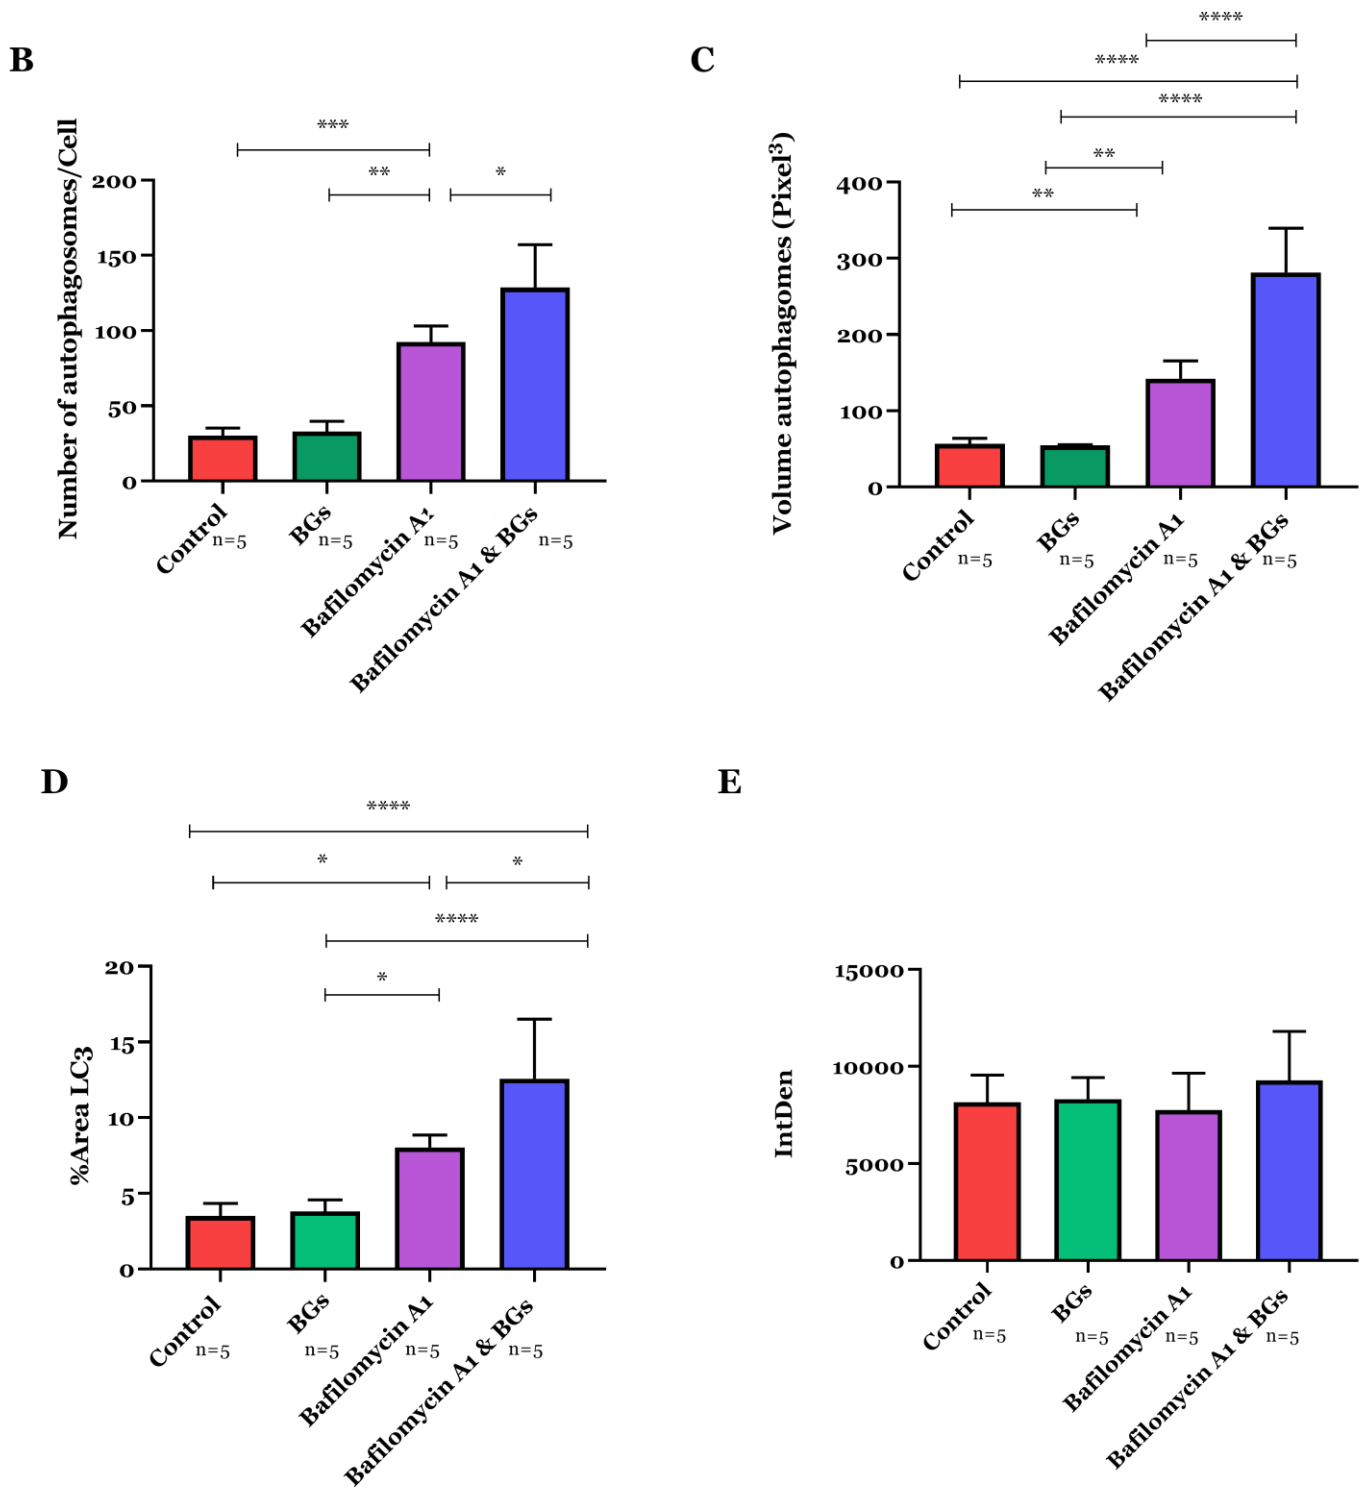 B
***
**
*
Number of autophagosomes/Cell
200
150
100
50
0
Control
n=5
BGs
n=5
Bafilomycin A1
n=5
Bafilomycin A1 & BGs
n=5
C
****
****
****
**
**
Volume autophagomes (Pixel³)
400
300
200
100
0
Control
n=5
BGs
n=5
Bafilomycin A1
n=5
Bafilomycin A1 & BGs
n=5
D
****
*
*
****
*
%Area LC3
20
15
10
5
0
Control
n=5
BGs
n=5
Bafilomycin A1
n=5
Bafilomycin A1 & BGs
n=5
E
IntDen
15000
10000
5000
0
Control
n=5
BGs
n=5
Bafilomycin A1
n=5
Bafilomycin A1 & BGs
n=5